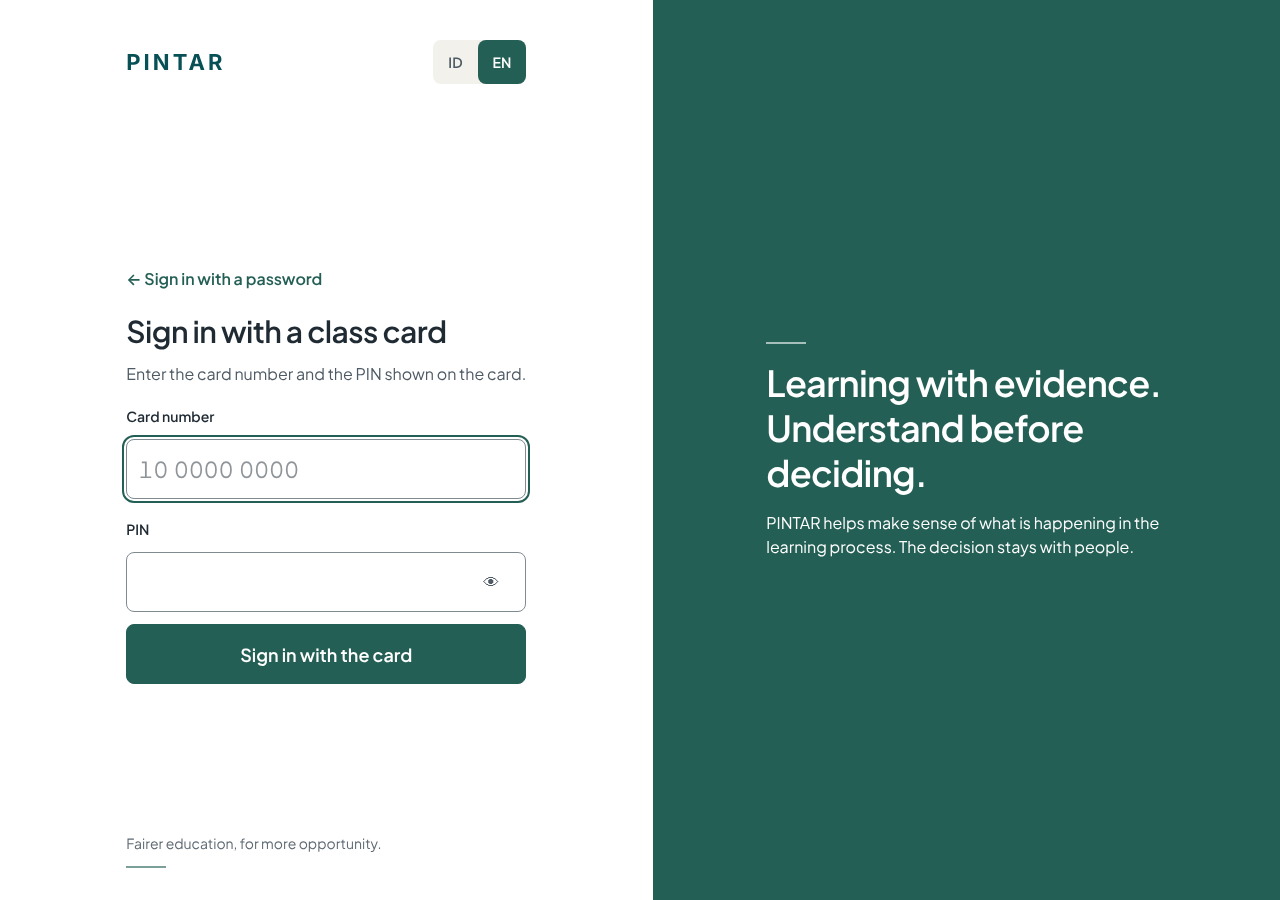 PINTAR
ID
EN
← Sign in with a password
Sign in with a class card
Enter the card number and the PIN shown on the card.
Card number
10 0000 0000
PIN
Sign in with the card
Fairer education, for more opportunity.
Learning with evidence.
Understand before
deciding.
PINTAR helps make sense of what is happening in the
learning process. The decision stays with people.